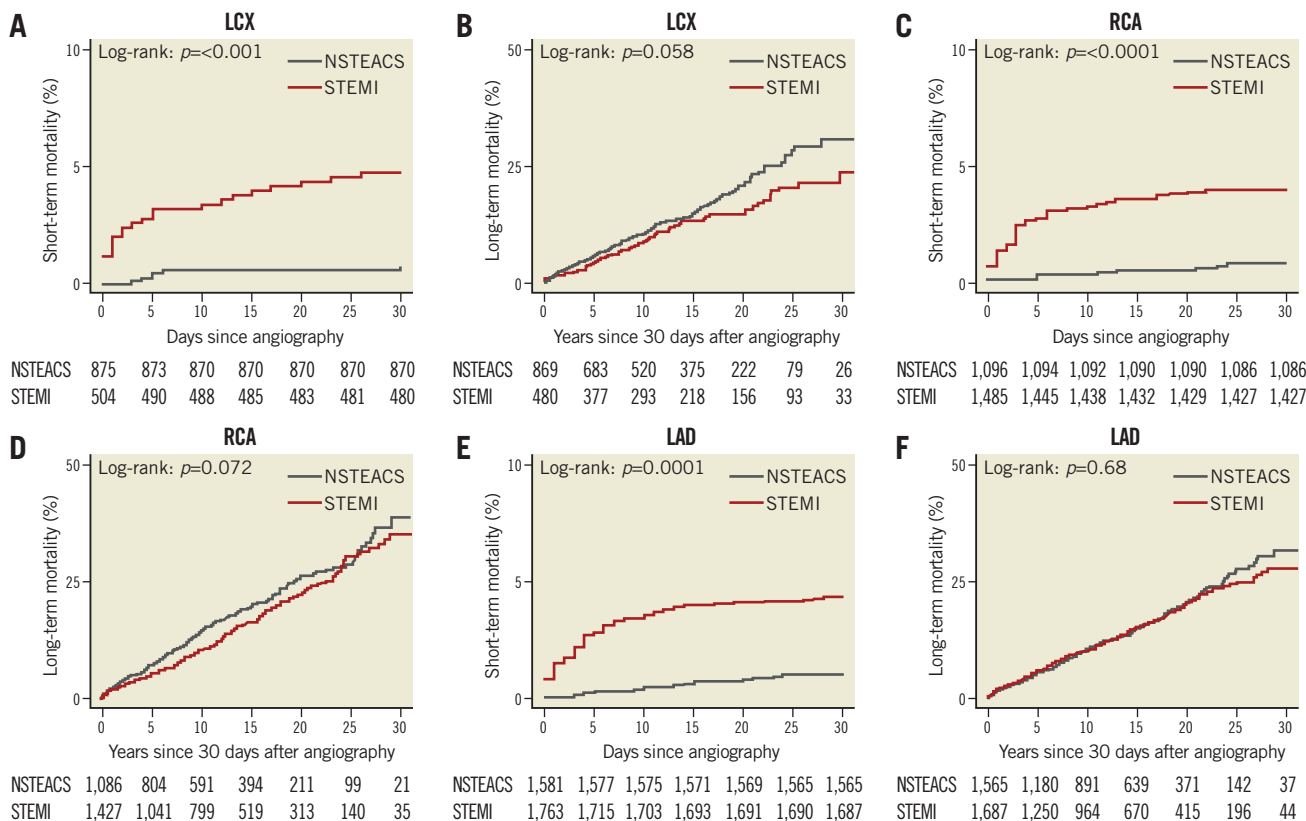 A
LCX
Log-rank: p=<0.001
NSTEACS
STEMI
Short-term mortality (%)
10
5
0
0 5 10 15 20 25 30
Days since angiography
NSTEACS 875 873 870 870 870 870 870
STEMI 504 490 488 485 483 481 480
B
LCX
Log-rank: p=0.058
NSTEACS
STEMI
Long-term mortality (%)
50
25
0
0 5 10 15 20 25 30
Years since 30 days after angiography
869 683 520 375 222 79 26
480 377 293 218 156 93 33
NSTEACS
STEMI
C
RCA
Log-rank: p=<0.0001
NSTEACS
STEMI
Short-term mortality (%)
10
5
0
0 5 10 15 20 25 30
Days since angiography
NSTEACS 1,096 1,094 1,092 1,090 1,090 1,086 1,086
STEMI 1,485 1,445 1,438 1,432 1,429 1,427 1,427
D
RCA
Log-rank: p=0.072
NSTEACS
STEMI
Long-term mortality (%)
50
25
0
0 5 10 15 20 25 30
Years since 30 days after angiography
NSTEACS 1,086 804 591 394 211 99 21
STEMI 1,427 1,041 799 519 313 140 35
E
LAD
Log-rank: p=0.0001
NSTEACS
STEMI
Short-term mortality (%)
10
5
0
0 5 10 15 20 25 30
Days since angiography
NSTEACS 1,581 1,577 1,575 1,571 1,569 1,565 1,565
STEMI 1,763 1,715 1,703 1,693 1,691 1,690 1,687
F
LAD
Log-rank: p=0.68
NSTEACS
STEMI
Long-term mortality (%)
50
25
0
0 5 10 15 20 25 30
Years since 30 days after angiography
NSTEACS 1,565 1,180 891 639 371 142 37
STEMI 1,687 1,250 964 670 415 196 44